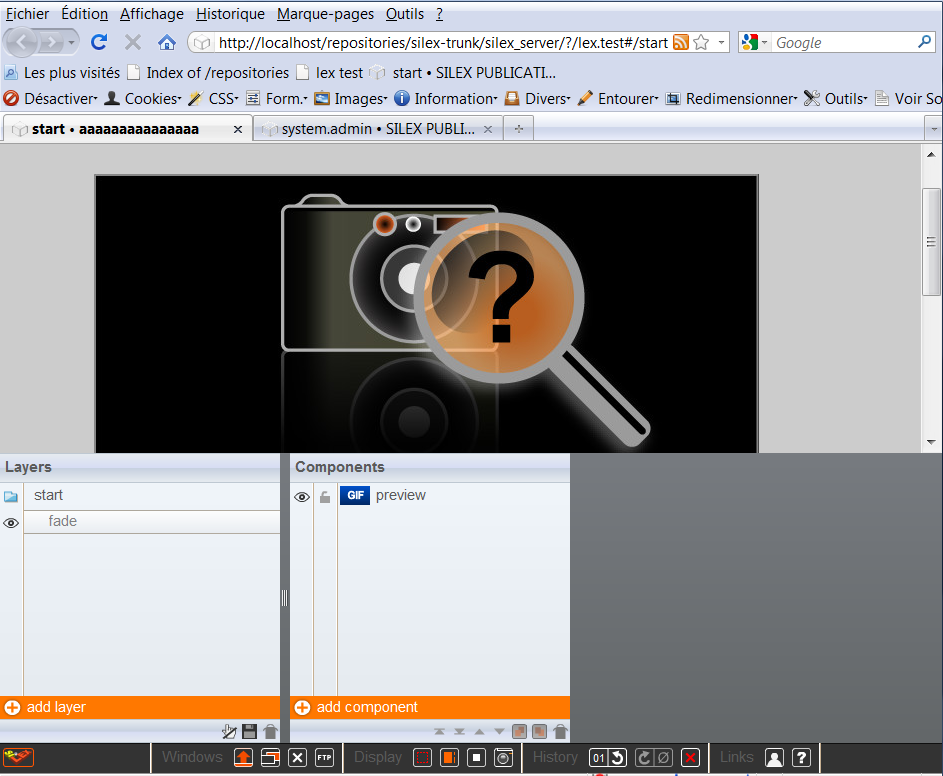 Fichier Édition Affichage Historique Marque-pages Outils ?
http://localhost/repositories/silex-trunk/silex_server/?/lex.test#/start Google
Les plus visités Index of /repositories lex test start • SILEX PUBLICATI...
Désactiver Cookies CSS Form. Images Information Divers Entourer Redimensionner Outils Voir So
start • aaaaaaaaaaaaaaa system.admin • SILEX PUBLI...
?
Layers Components
start GIF preview
fade
add layer add component
Windows FTP Display History 01 Links ?